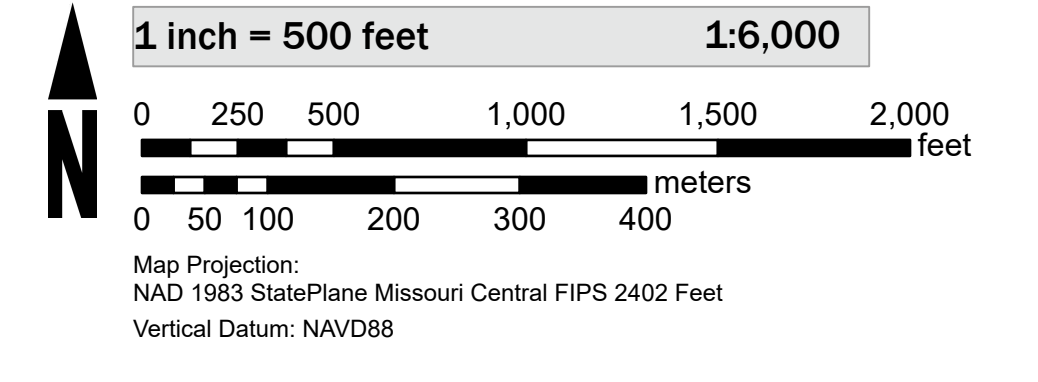 1 inch = 500 feet 1:6,000
0 250 500 1,000 1,500 2,000
feet
N
meters
0 50 100 200 300 400
Map Projection:
NAD 1983 StatePlane Missouri Central FIPS 2402 Feet
Vertical Datum: NAVD88